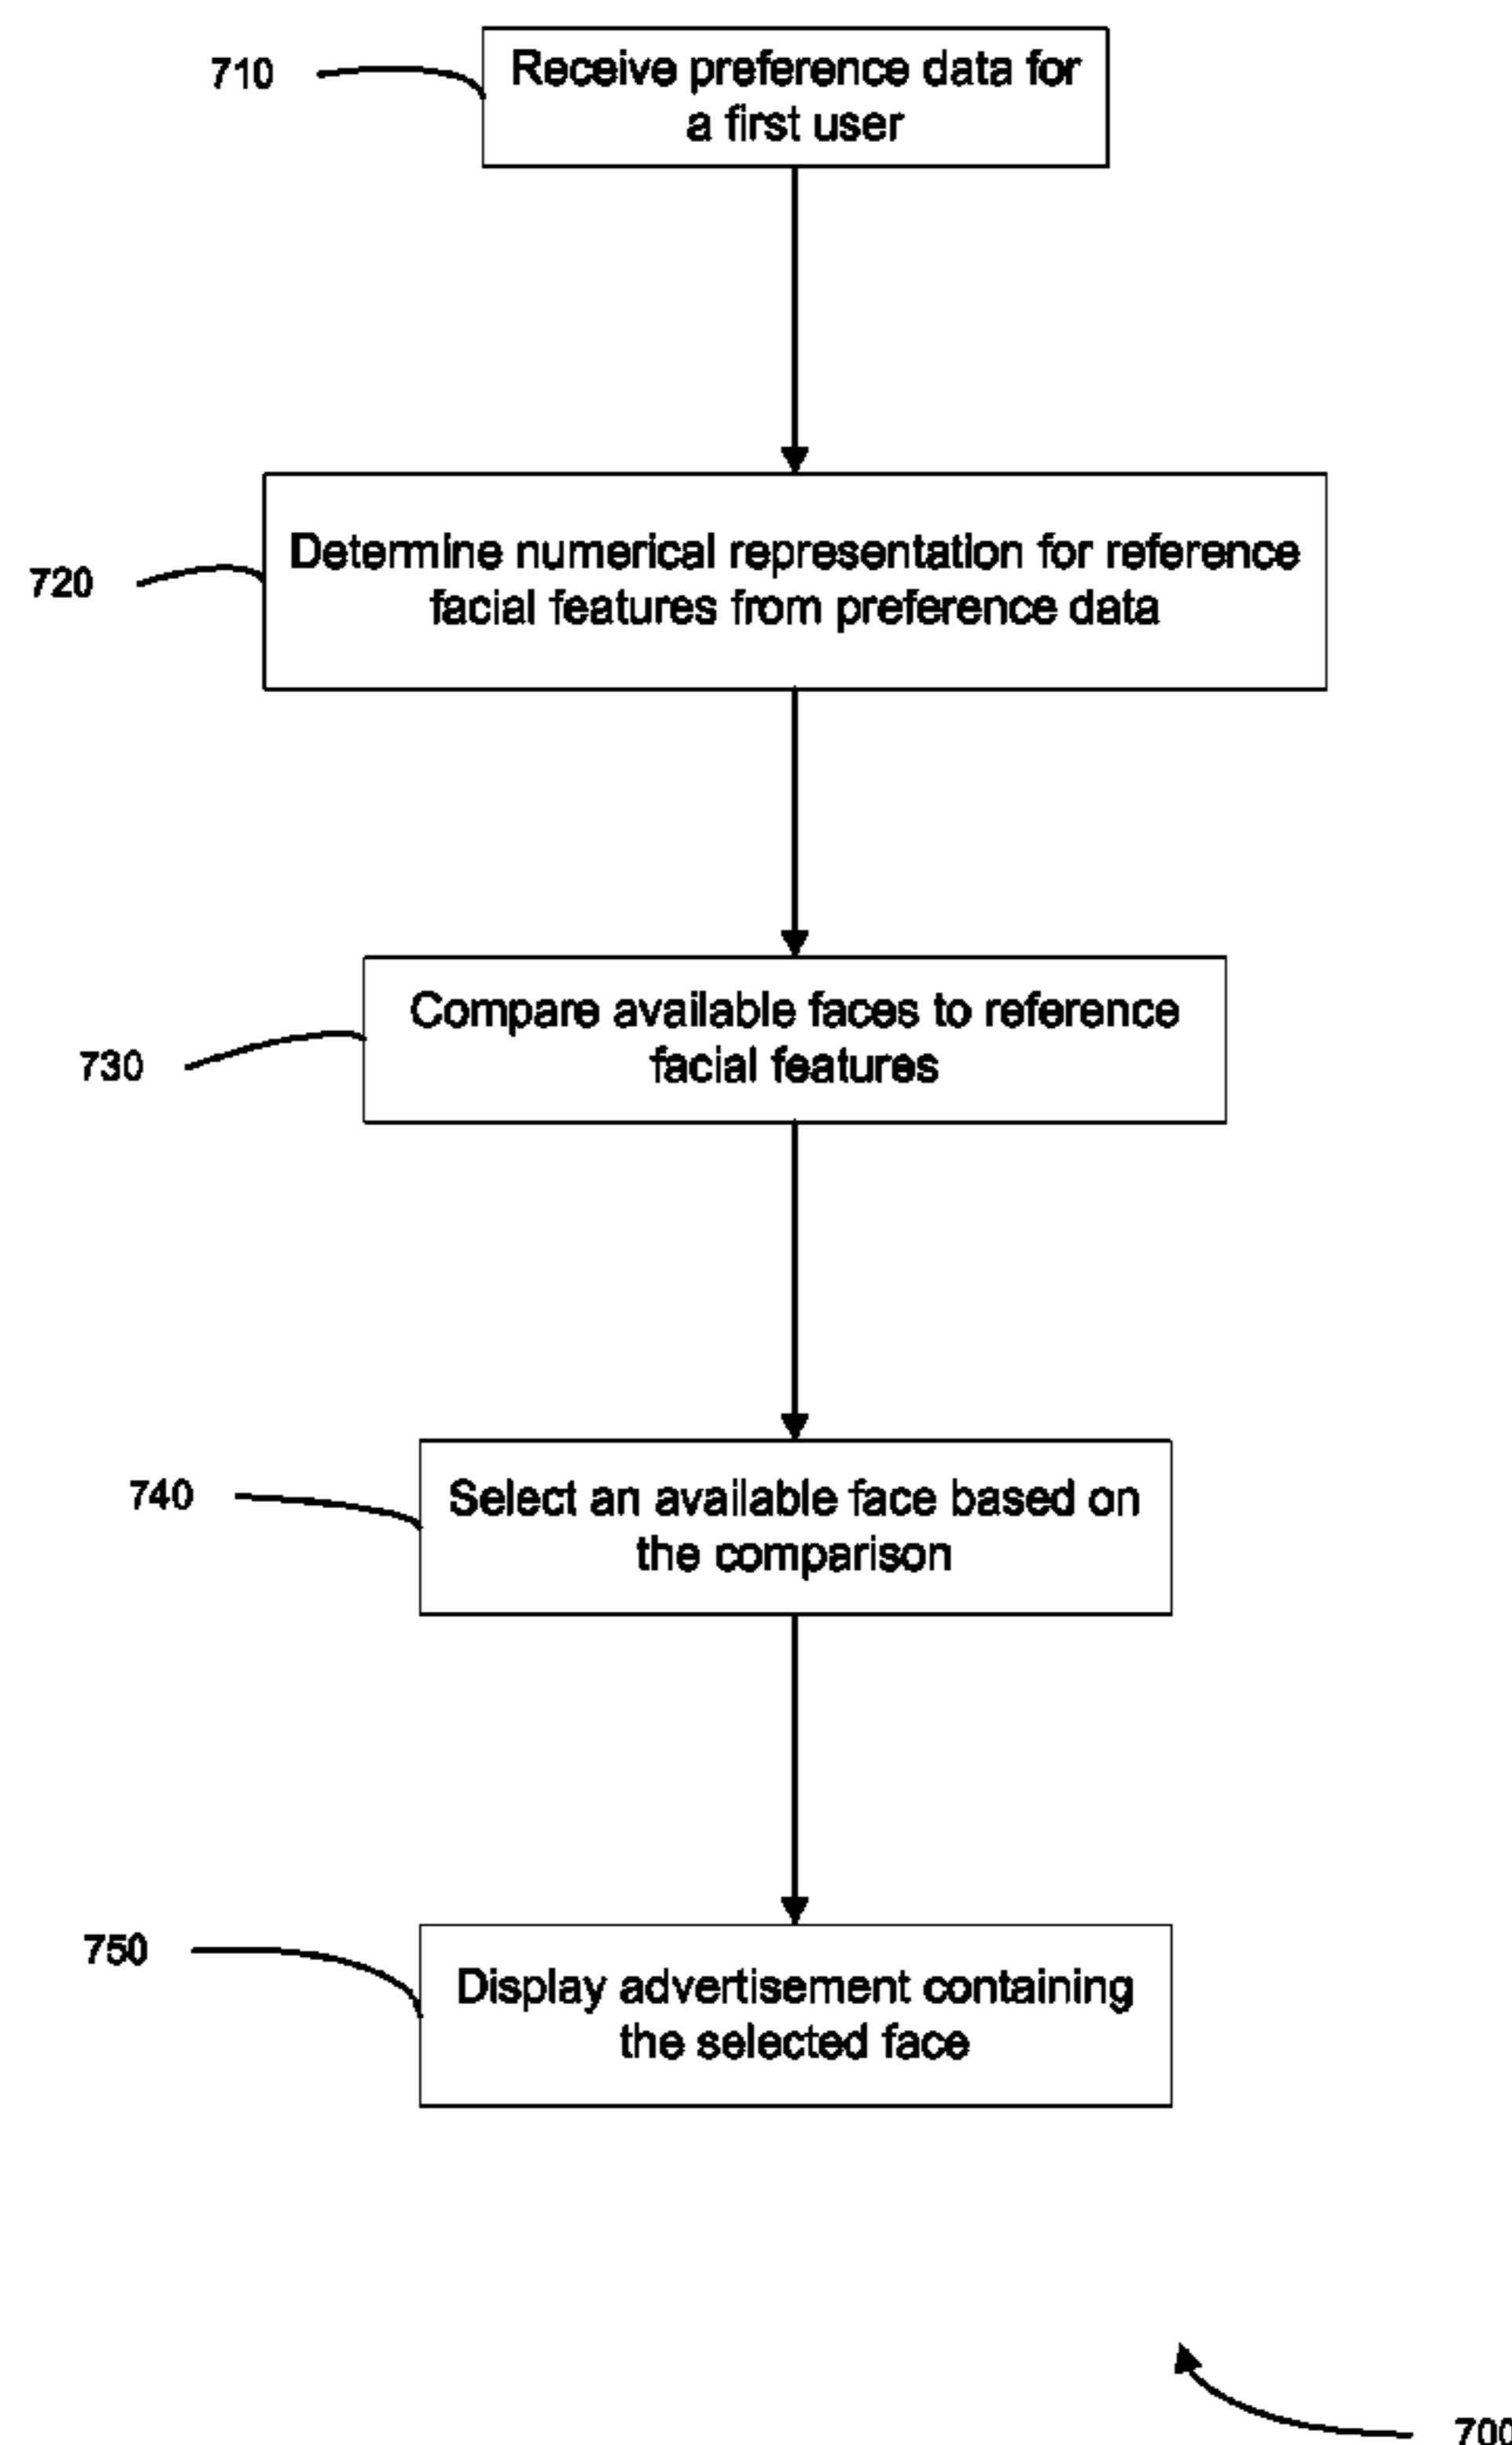 710
Receive preference data for
a first user
720
Determine numerical representation for reference
facial features from preference data
730
Compare available faces to reference
facial features
740
Select an available face based on
the comparison
750
Display advertisement containing
the selected face
700